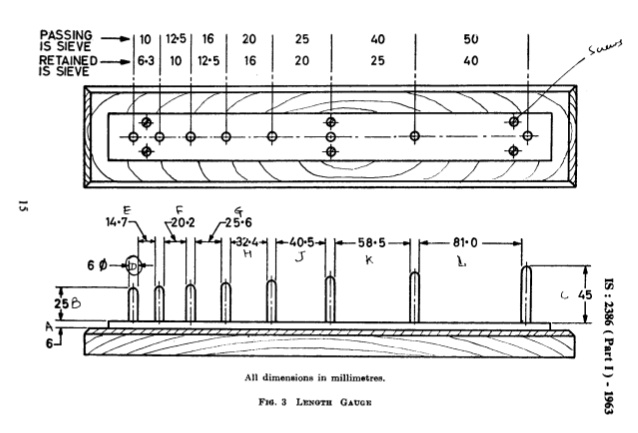 PASSING IS SIEVE → 10 12·5 16 20 25 40 50
RETAINED IS SIEVE → 6·3 10 12·5 16 20 25 40
Screws
15
E F G
14·7 20·2 25·6
32·4 40·5 58·5 81·0
H J K L
6 Ø D
25 B
C 45
A
6
All dimensions in millimetres.
FIG. 3 LENGTH GAUGE
IS : 2386 ( Part I ) - 1963